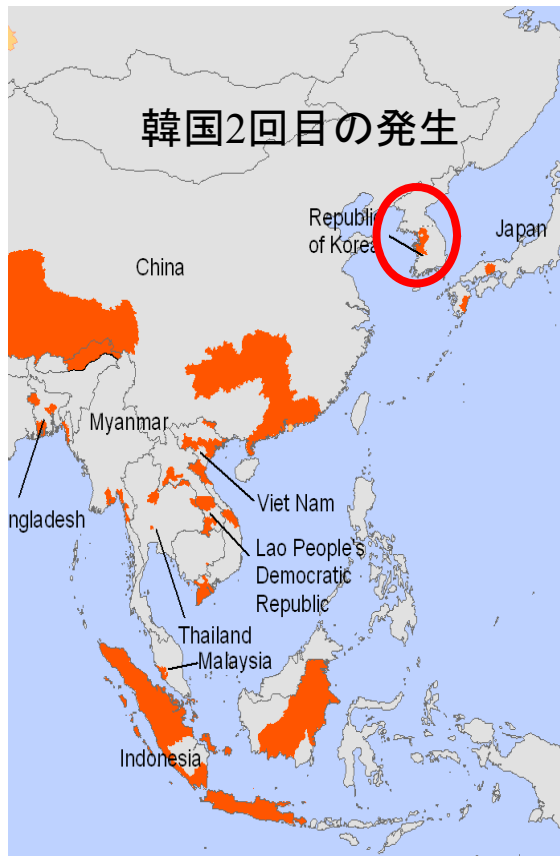 韓国2回目の発生
Republic
of Korea
Japan
China
Myanmar
ngladesh
Viet Nam
Lao People's
Democratic
Republic
Thailand
Malaysia
Indonesia